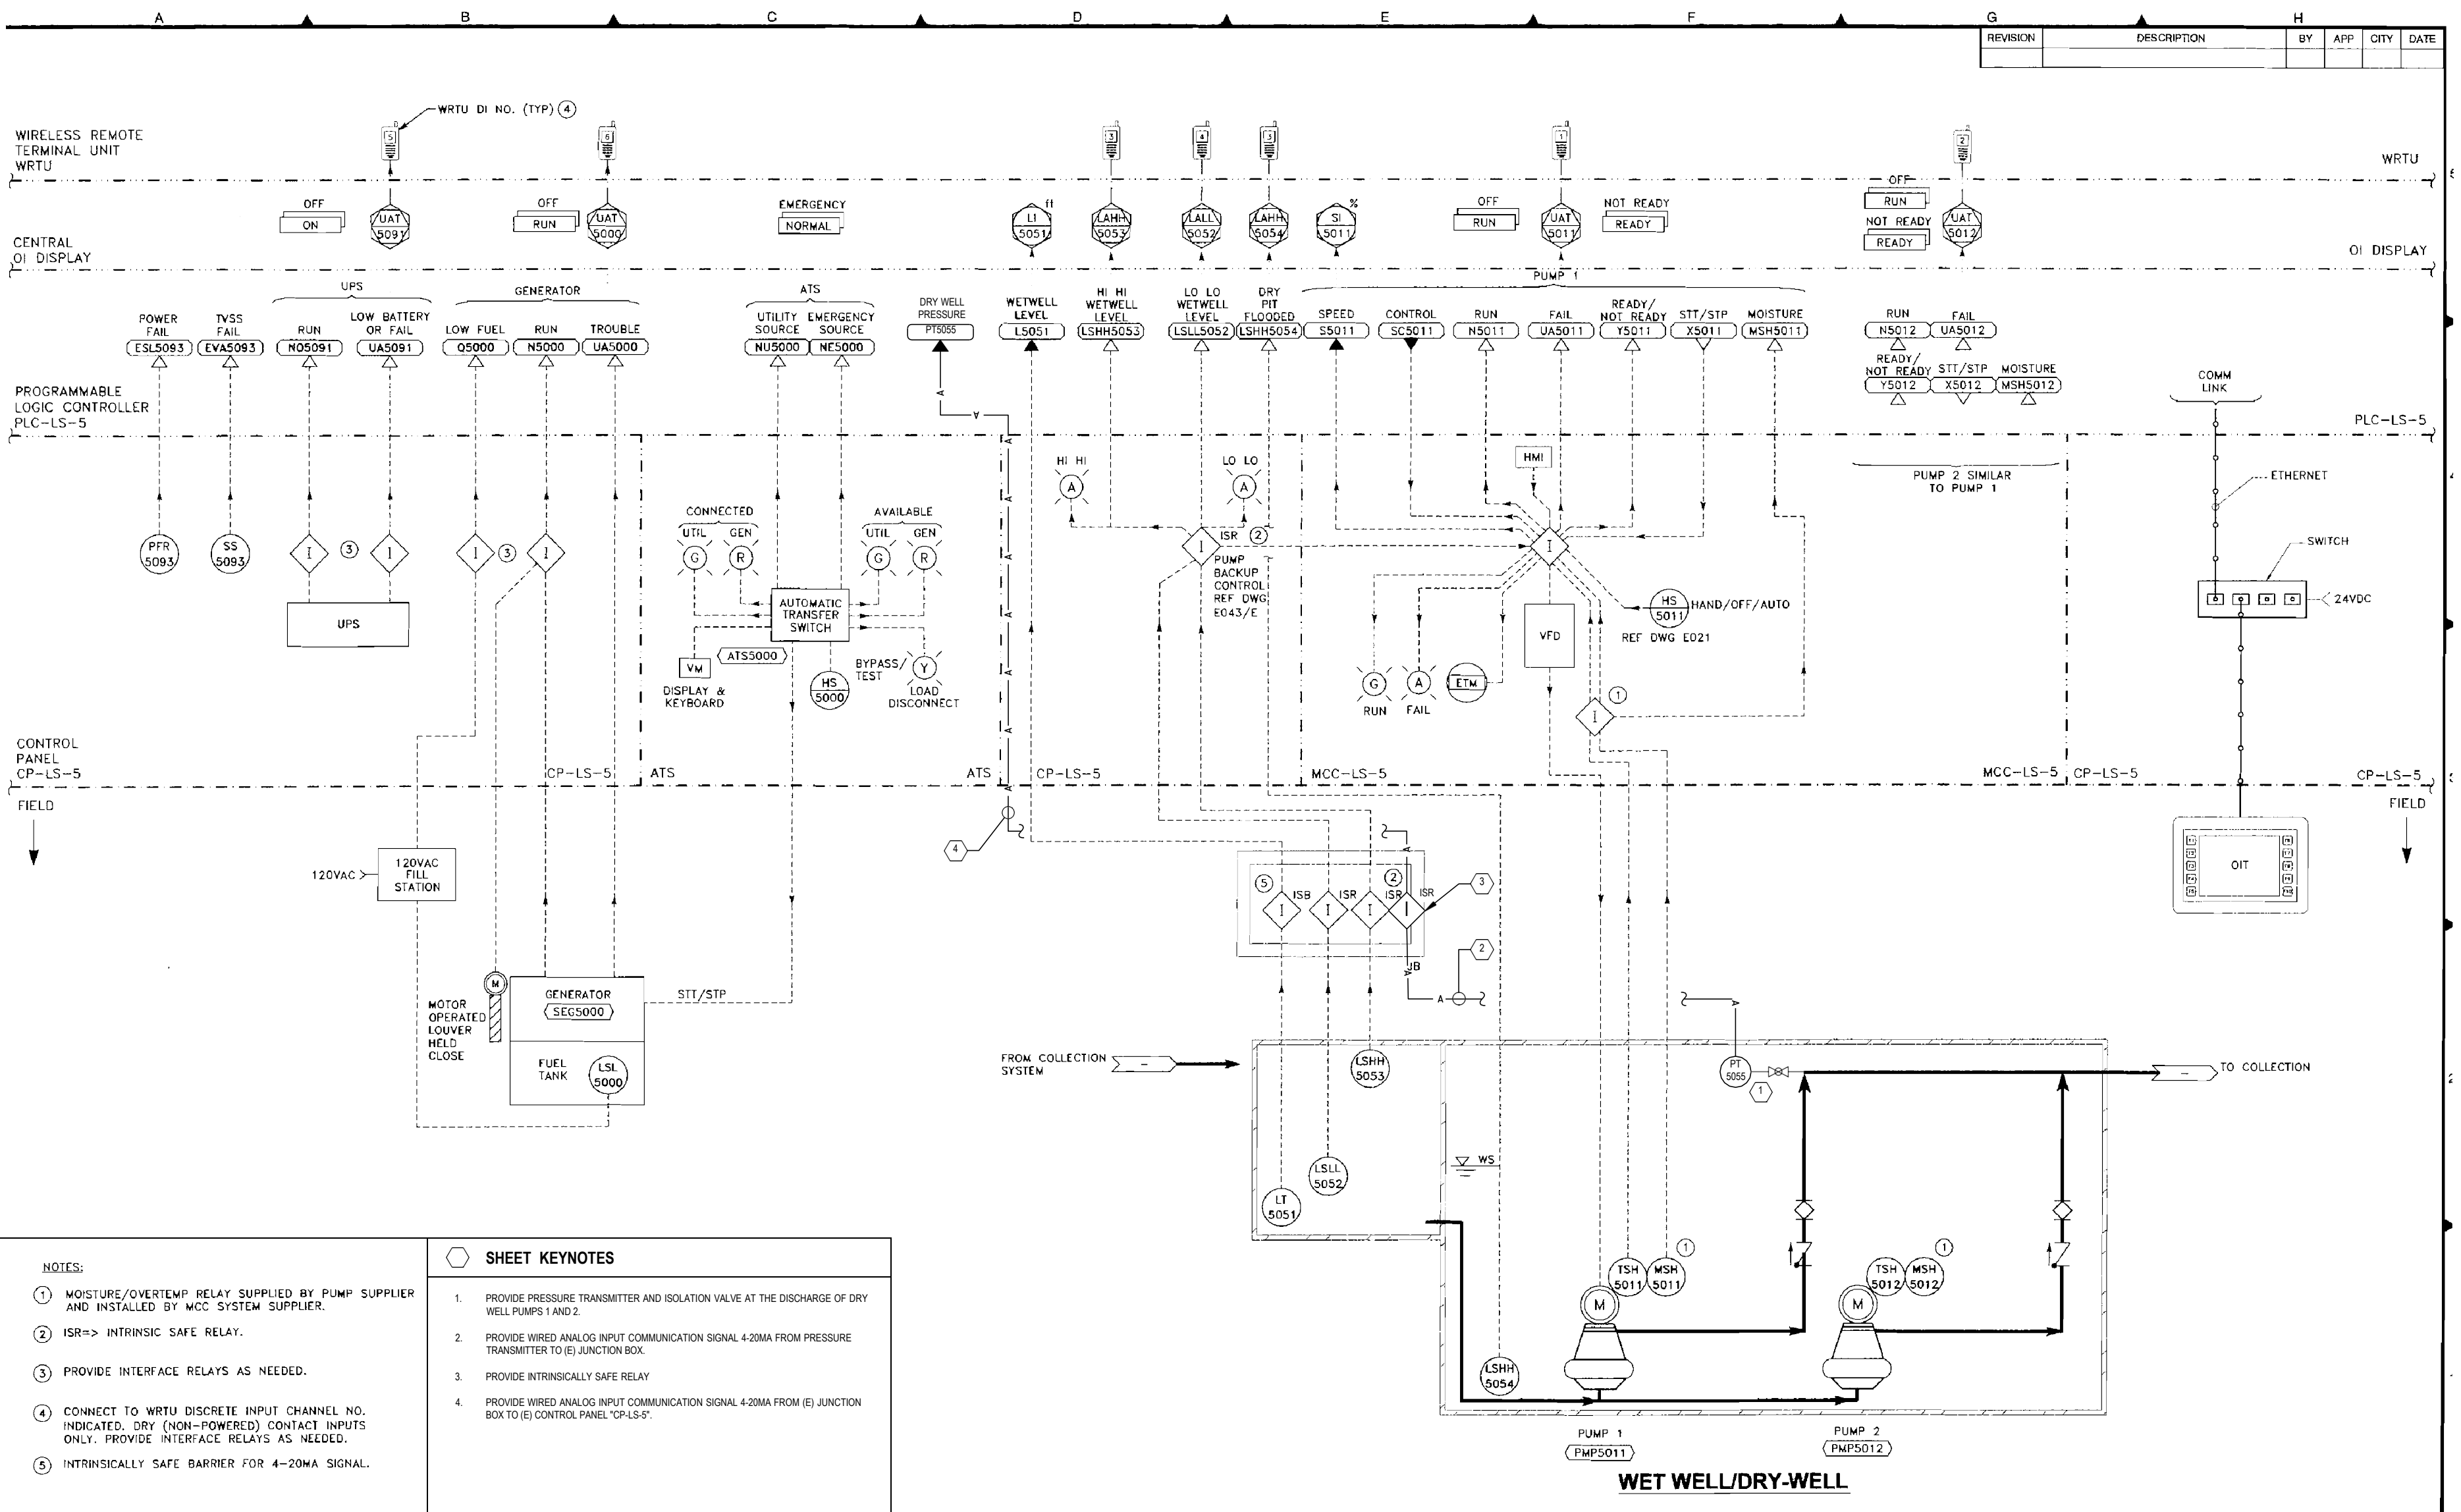 A B C D E F G H
REVISION DESCRIPTION BY APP CITY DATE
WRTU DI NO. (TYP) 4
WIRELESS REMOTE
TERMINAL UNIT
WRTU
5 6 3 4 3 1 2
WRTU
OFF
ON
UAT
5091
OFF
RUN
UAT
5000
EMERGENCY
NORMAL
LI
5051
ft
LAHH
5053
LALL
5052
LAHH
5054
SI
5011
%
OFF
RUN
UAT
5011
NOT READY
READY
OFF
RUN
NOT READY
READY
UAT
5012
CENTRAL
OI DISPLAY
OI DISPLAY
UPS
GENERATOR
ATS
PUMP 1
POWER
FAIL
ESL5093
TVSS
FAIL
EVA5093
RUN
NO5091
LOW BATTERY
OR FAIL
UA5091
LOW FUEL
Q5000
RUN
N5000
TROUBLE
UA5000
UTILITY
SOURCE
NU5000
EMERGENCY
SOURCE
NE5000
DRY WELL
PRESSURE
PT5055
WETWELL
LEVEL
L5051
HI HI
WETWELL
LEVEL
LSHH5053
LO LO
WETWELL
LEVEL
LSLL5052
DRY
PIT
FLOODED
LSHH5054
SPEED
S5011
CONTROL
SC5011
RUN
N5011
FAIL
UA5011
READY/
NOT READY
Y5011
STT/STP
X5011
MOISTURE
MSH5011
RUN
N5012
FAIL
UA5012
READY/
NOT READY
Y5012
STT/STP
X5012
MOISTURE
MSH5012
COMM
LINK
PROGRAMMABLE
LOGIC CONTROLLER
PLC-LS-5
PLC-LS-5
A
A
A
A
A
A
A
A
A
A
PFR
5093
SS
5093
I
3
I
I
3
I
UPS
CONNECTED
UTIL GEN
G R
AVAILABLE
UTIL GEN
G R
AUTOMATIC
TRANSFER
SWITCH
ATS5000
VM
DISPLAY &
KEYBOARD
HS
5000
BYPASS/
TEST
Y
LOAD
DISCONNECT
HI HI
A
LO LO
A
I
ISR 2
PUMP
BACKUP
CONTROL
REF DWG
E043/E
HMI
I
HS
5011
HAND/OFF/AUTO
REF DWG E021
VFD
G
RUN
A
FAIL
ETM
I
1
PUMP 2 SIMILAR
TO PUMP 1
ETHERNET
SWITCH
24VDC
CONTROL
PANEL
CP-LS-5
CP-LS-5
ATS
ATS
CP-LS-5
MCC-LS-5
MCC-LS-5
CP-LS-5
CP-LS-5
FIELD
FIELD
120VAC
120VAC
FILL
STATION
4
A
5 2 3
I ISB I ISR I ISR I ISR
JB
A
A
2
OIT
M
MOTOR
OPERATED
LOUVER
HELD
CLOSE
GENERATOR
SEG5000
STT/STP
FUEL
TANK
LSL
5000
FROM COLLECTION
SYSTEM
LSHH
5053
LSLL
5052
LT
5051
WS
LSHH
5054
A
PT
5055
1
TO COLLECTION
TSH
5011
MSH
5011
1
M
TSH
5012
MSH
5012
1
M
PUMP 1
PMP5011
PUMP 2
PMP5012
WET WELL/DRY-WELL
NOTES:
1 MOISTURE/OVERTEMP RELAY SUPPLIED BY PUMP SUPPLIER
AND INSTALLED BY MCC SYSTEM SUPPLIER.
2 ISR=> INTRINSIC SAFE RELAY.
3 PROVIDE INTERFACE RELAYS AS NEEDED.
4 CONNECT TO WRTU DISCRETE INPUT CHANNEL NO.
INDICATED. DRY (NON-POWERED) CONTACT INPUTS
ONLY. PROVIDE INTERFACE RELAYS AS NEEDED.
5 INTRINSICALLY SAFE BARRIER FOR 4-20MA SIGNAL.
SHEET KEYNOTES
1. PROVIDE PRESSURE TRANSMITTER AND ISOLATION VALVE AT THE DISCHARGE OF DRY
WELL PUMPS 1 AND 2.
2. PROVIDE WIRED ANALOG INPUT COMMUNICATION SIGNAL 4-20MA FROM PRESSURE
TRANSMITTER TO (E) JUNCTION BOX.
3. PROVIDE INTRINSICALLY SAFE RELAY
4. PROVIDE WIRED ANALOG INPUT COMMUNICATION SIGNAL 4-20MA FROM (E) JUNCTION
BOX TO (E) CONTROL PANEL "CP-LS-5".